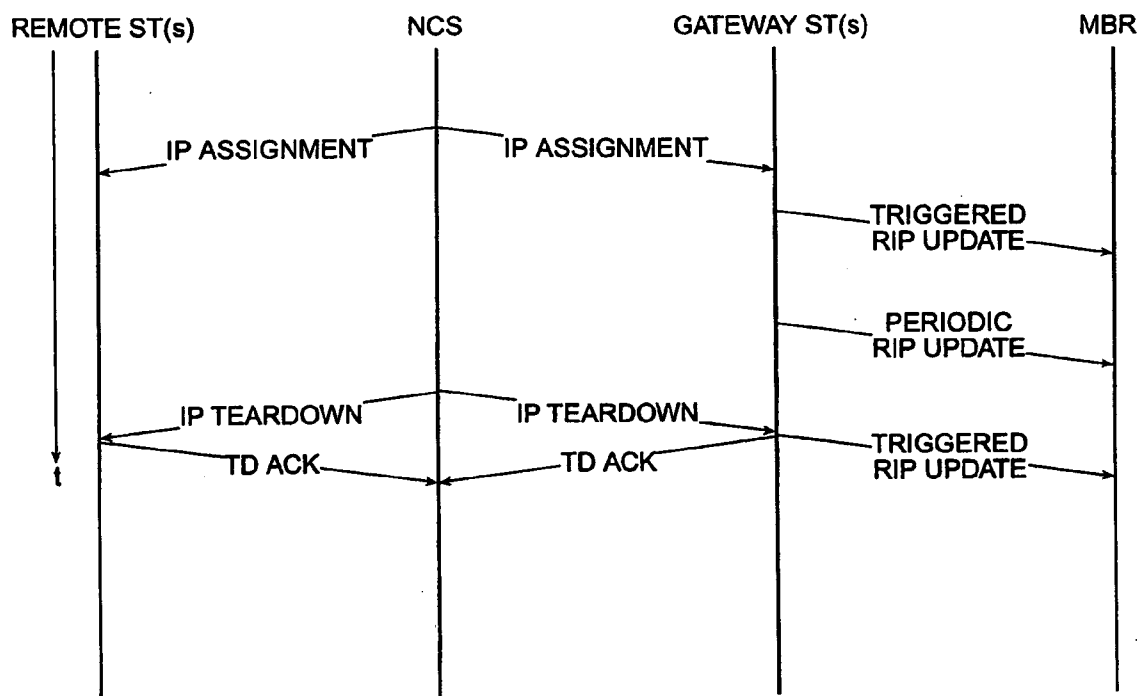 REMOTE ST(s) NCS GATEWAY ST(s) MBR
IP ASSIGNMENT IP ASSIGNMENT
TRIGGERED
RIP UPDATE
PERIODIC
RIP UPDATE
IP TEARDOWN IP TEARDOWN
TRIGGERED
RIP UPDATE
TD ACK TD ACK
t